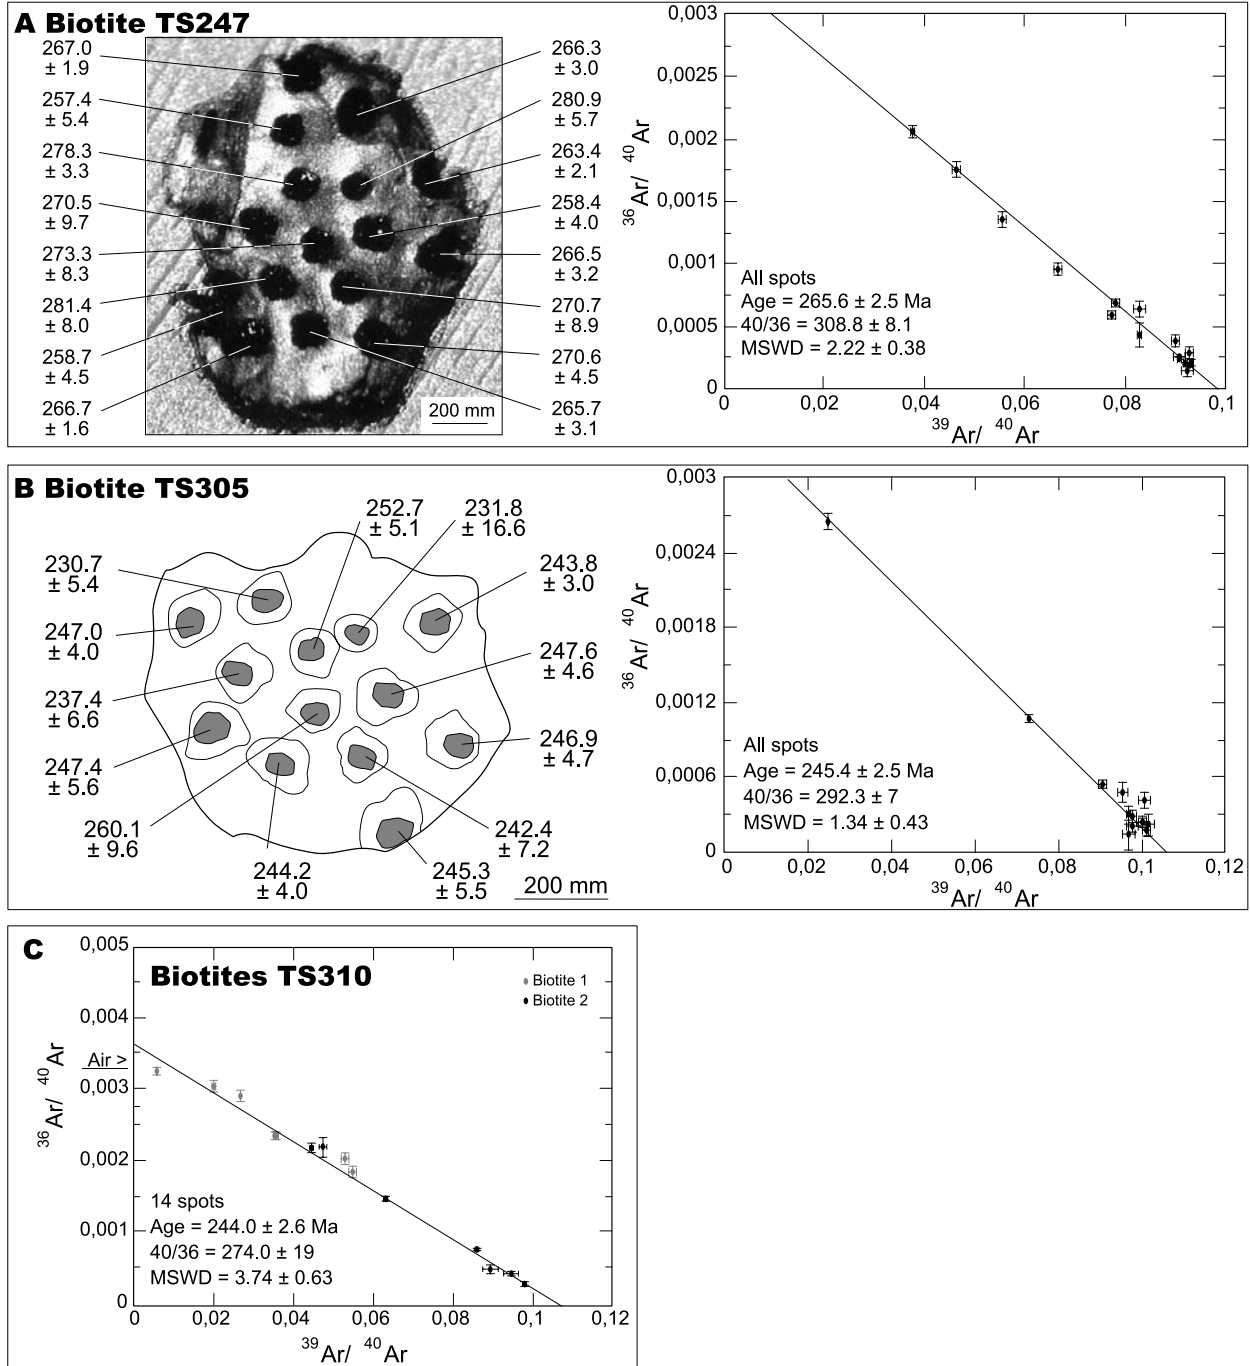 A Biotite TS247
267.0
± 1.9
257.4
± 5.4
278.3
± 3.3
270.5
± 9.7
273.3
± 8.3
281.4
± 8.0
258.7
± 4.5
266.7
± 1.6
266.3
± 3.0
280.9
± 5.7
263.4
± 2.1
258.4
± 4.0
266.5
± 3.2
270.7
± 8.9
270.6
± 4.5
265.7
± 3.1
200 mm
0,003
0,0025
0,002
0,0015
0,001
0,0005
0
36Ar/ 40Ar
All spots
Age = 265.6 ± 2.5 Ma
40/36 = 308.8 ± 8.1
MSWD = 2.22 ± 0.38
0 0,02 0,04 0,06 0,08 0,1
39Ar/ 40Ar
B Biotite TS305
252.7
± 5.1
231.8
± 16.6
230.7
± 5.4
243.8
± 3.0
247.0
± 4.0
247.6
± 4.6
237.4
± 6.6
246.9
± 4.7
247.4
± 5.6
260.1
± 9.6
242.4
± 7.2
244.2
± 4.0
245.3
± 5.5
200 mm
0,003
0,0024
0,0018
0,0012
0,0006
0
36Ar/ 40Ar
All spots
Age = 245.4 ± 2.5 Ma
40/36 = 292.3 ± 7
MSWD = 1.34 ± 0.43
0 0,02 0,04 0,06 0,08 0,1 0,12
39Ar/ 40Ar
C
Biotites TS310
Biotite 1
Biotite 2
0,005
0,004
Air >
0,003
0,002
0,001
0
36Ar/ 40Ar
14 spots
Age = 244.0 ± 2.6 Ma
40/36 = 274.0 ± 19
MSWD = 3.74 ± 0.63
0 0,02 0,04 0,06 0,08 0,1 0,12
39Ar/ 40Ar